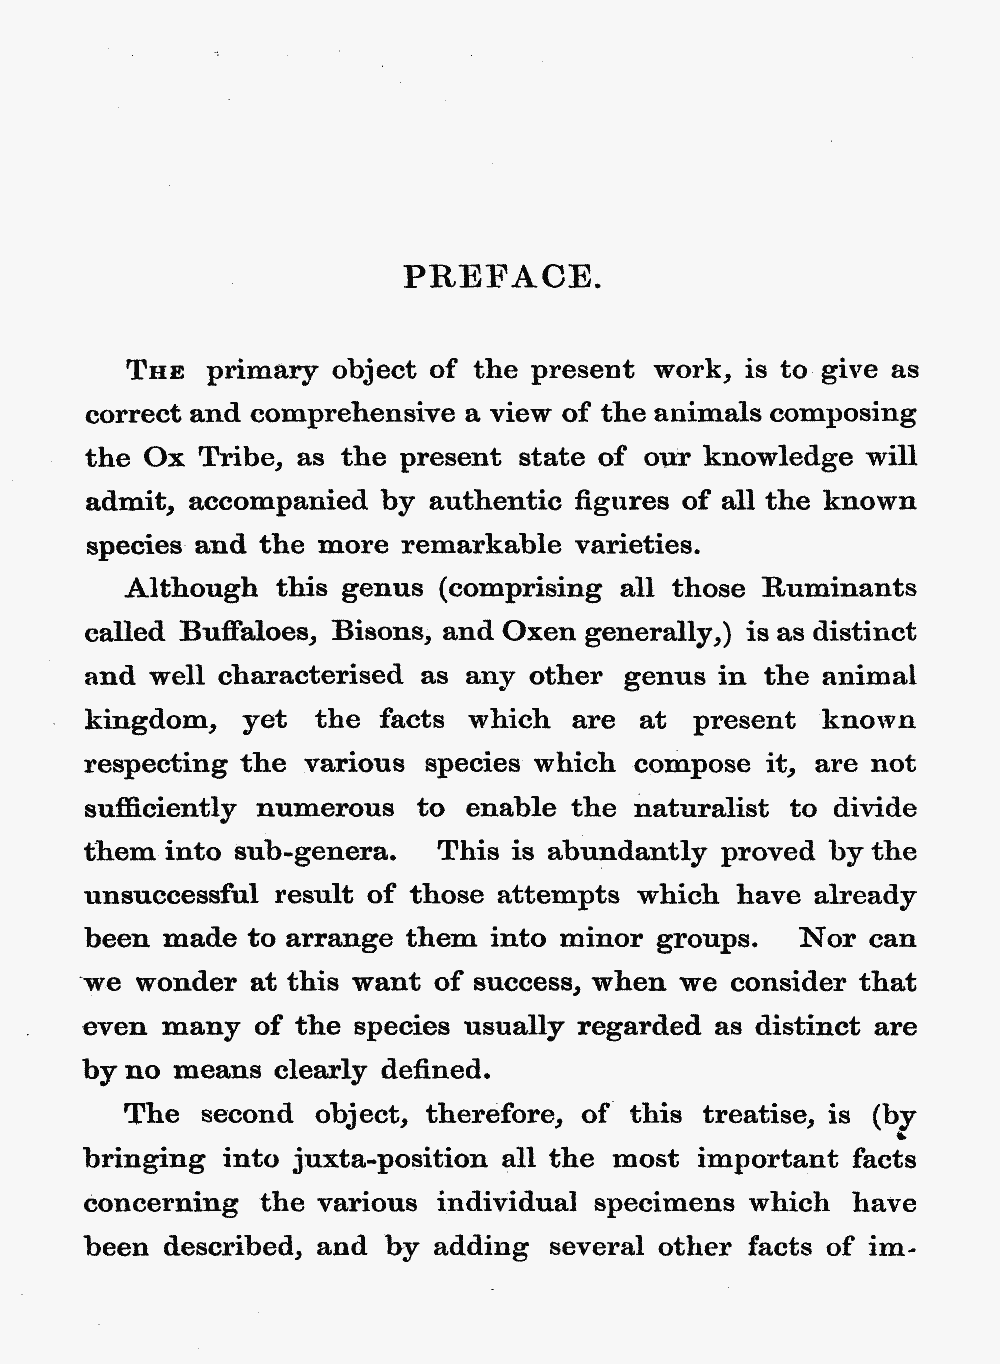 PREFACE.
THE primary object of the present work, is to give as
correct and comprehensive a view of the animals composing
the Ox Tribe, as the present state of our knowledge will
admit, accompanied by authentic figures of all the known
species and the more remarkable varieties.
Although this genus (comprising all those Ruminants
called Buffaloes, Bisons, and Oxen generally,) is as distinct
and well characterised as any other genus in the animal
kingdom, yet the facts which are at present known
respecting the various species which compose it, are not
sufficiently numerous to enable the naturalist to divide
them into sub-genera. This is abundantly proved by the
unsuccessful result of those attempts which have already
been made to arrange them into minor groups. Nor can
we wonder at this want of success, when we consider that
even many of the species usually regarded as distinct are
by no means clearly defined.
The second object, therefore, of this treatise, is (by
bringing into juxta-position all the most important facts
concerning the various individual specimens which have
been described, and by adding several other facts of im-